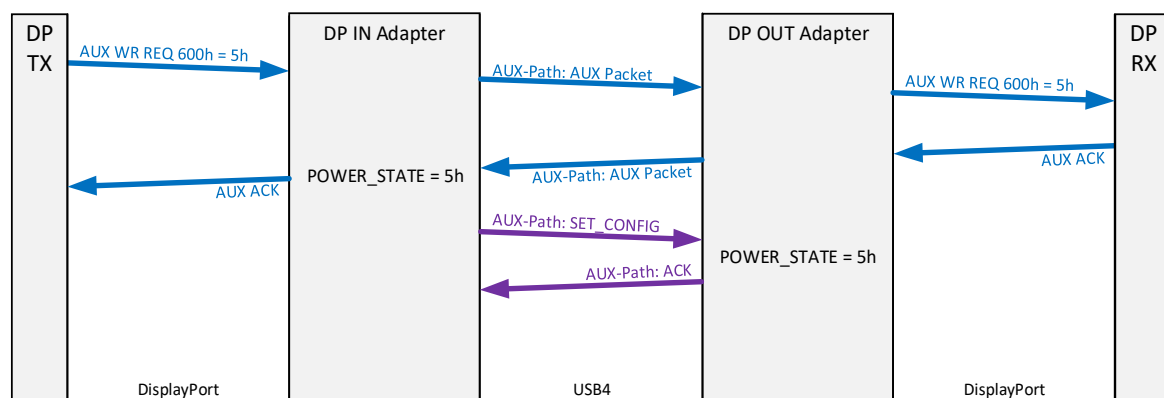 DP
TX
DP IN Adapter
DP OUT Adapter
DP
RX
AUX WR REQ 600h = 5h
AUX-Path: AUX Packet
AUX WR REQ 600h = 5h
AUX ACK
AUX-Path: AUX Packet
AUX ACK
POWER_STATE = 5h
AUX-Path: SET_CONFIG
POWER_STATE = 5h
AUX-Path: ACK
DisplayPort
USB4
DisplayPort